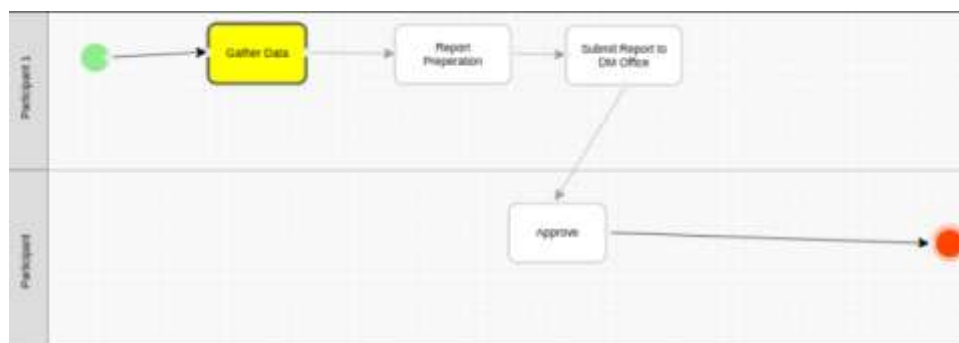 Participant 1
Gather Data
Report
Preperation
Submit Report to
DM Office
Participant
Approve